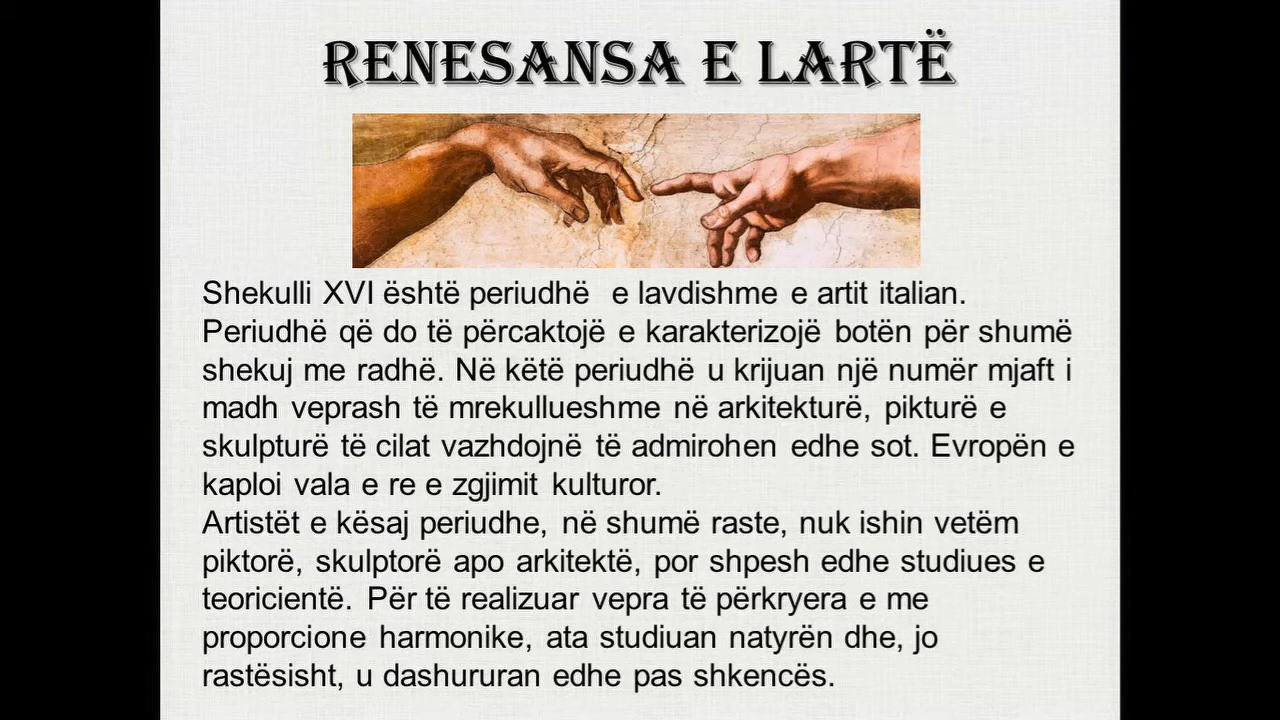 RENESANSA E LARTË
Shekulli XVI është periudhë e lavdishme e artit italian.
Periudhë që do të përcaktojë e karakterizojë botën për shumë
shekuj me radhë. Në këtë periudhë u krijuan një numër mjaft i
madh veprash të mrekullueshme në arkitekturë, pikturë e
skulpturë të cilat vazhdojnë të admirohen edhe sot. Evropën e
kaploi vala e re e zgjimit kulturor.
Artistët e kësaj periudhe, në shumë raste, nuk ishin vetëm
piktorë, skulptorë apo arkitektë, por shpesh edhe studiues e
teoricientë. Për të realizuar vepra të përkryera e me
proporcione harmonike, ata studiuan natyrën dhe, jo
rastësisht, u dashururan edhe pas shkencës.